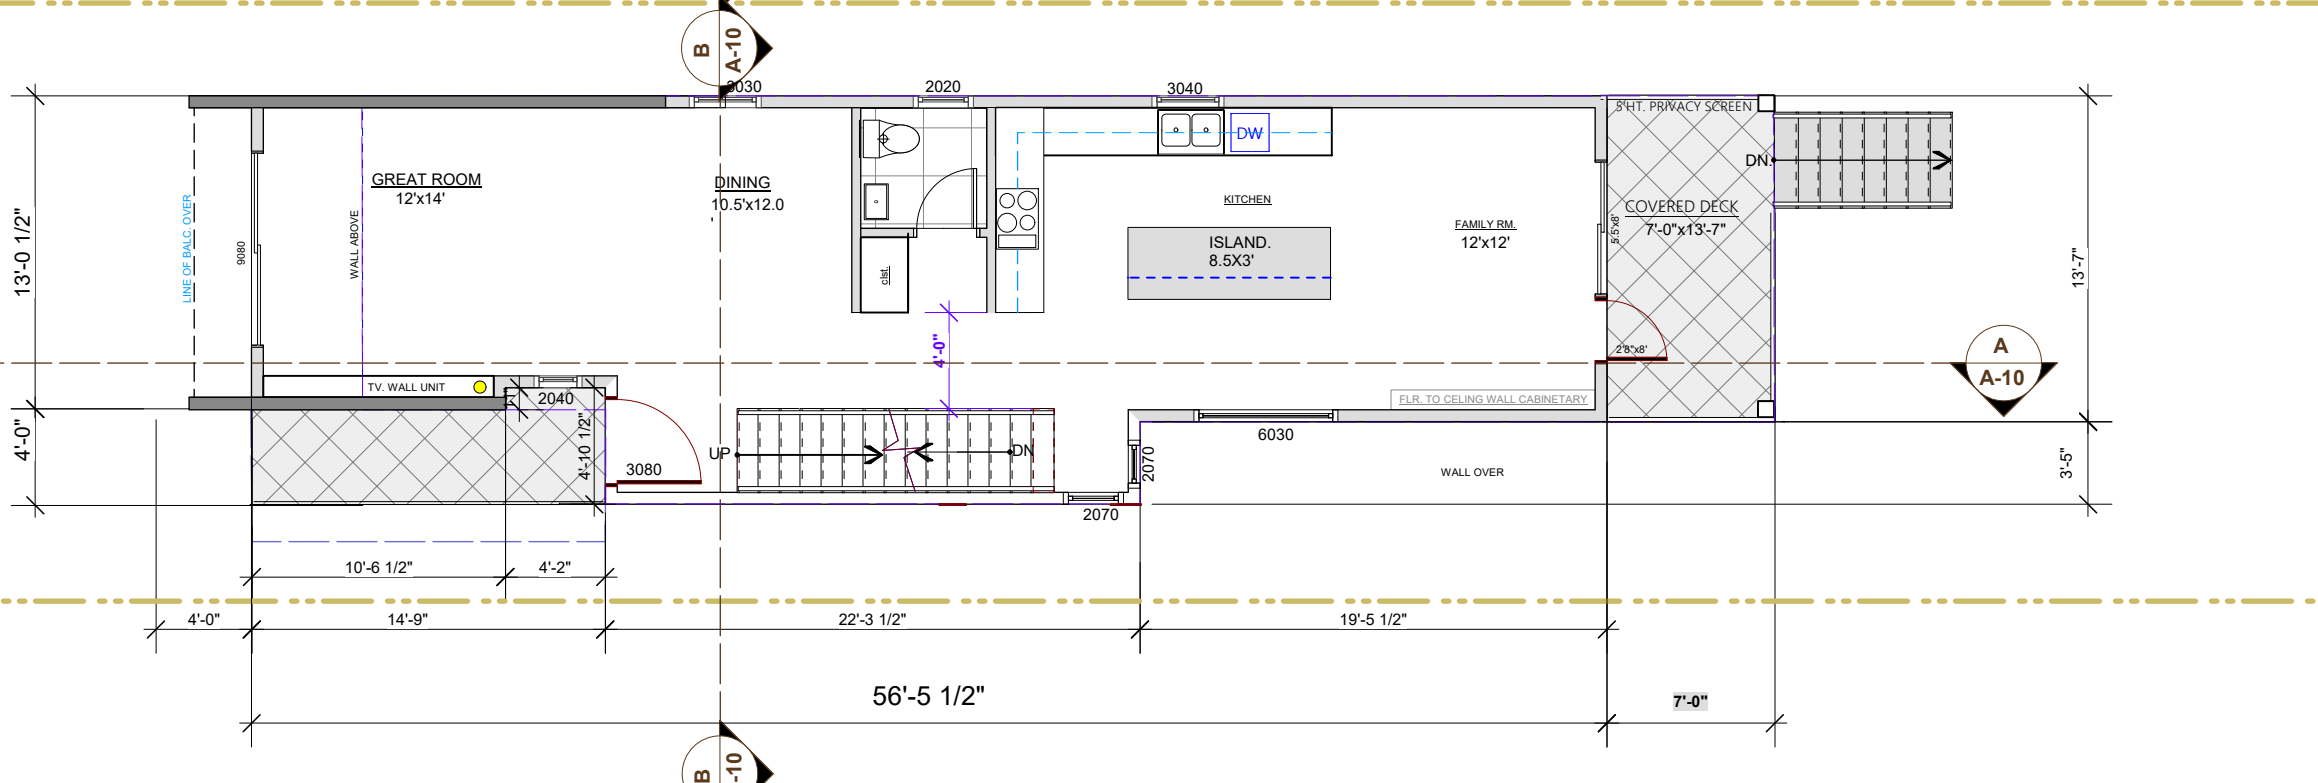 B
A-10
3030
2020
3040
5'HT. PRIVACY SCREEN
DW
DN.
GREAT ROOM
12'x14'
DINING
10.5'x12.0
'
KITCHEN
FAMILY RM.
12'x12'
COVERED DECK
7'-0"x13'-7"
5.5'x8'
ISLAND.
8.5X3'
clst.
LINE OF BALC. OVER
WALL ABOVE
9080
13'-0 1/2"
13'-7"
4'-0"
2'8"x8'
A
A-10
TV. WALL UNIT
2040
FLR. TO CELING WALL CABINETARY
4'-0"
4'-10 1/2"
3080
UP
DN
6030
2070
2070
WALL OVER
3'-5"
10'-6 1/2"
4'-2"
4'-0"
14'-9"
22'-3 1/2"
19'-5 1/2"
56'-5 1/2"
7'-0"
B
-10